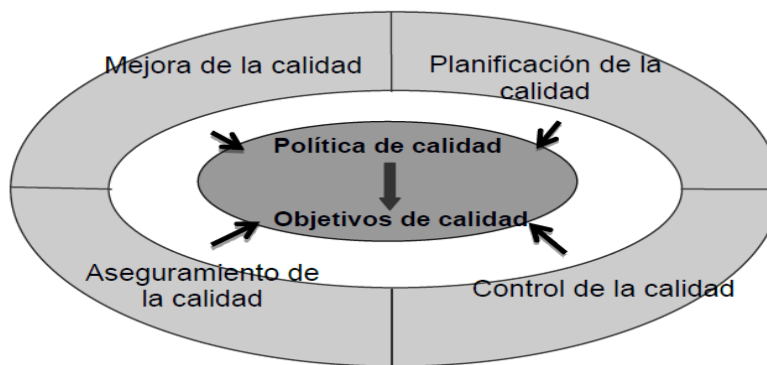 Mejora de la calidad
Planificación de la
calidad
Política de calidad
Objetivos de calidad
Aseguramiento de
la calidad
Control de la calidad